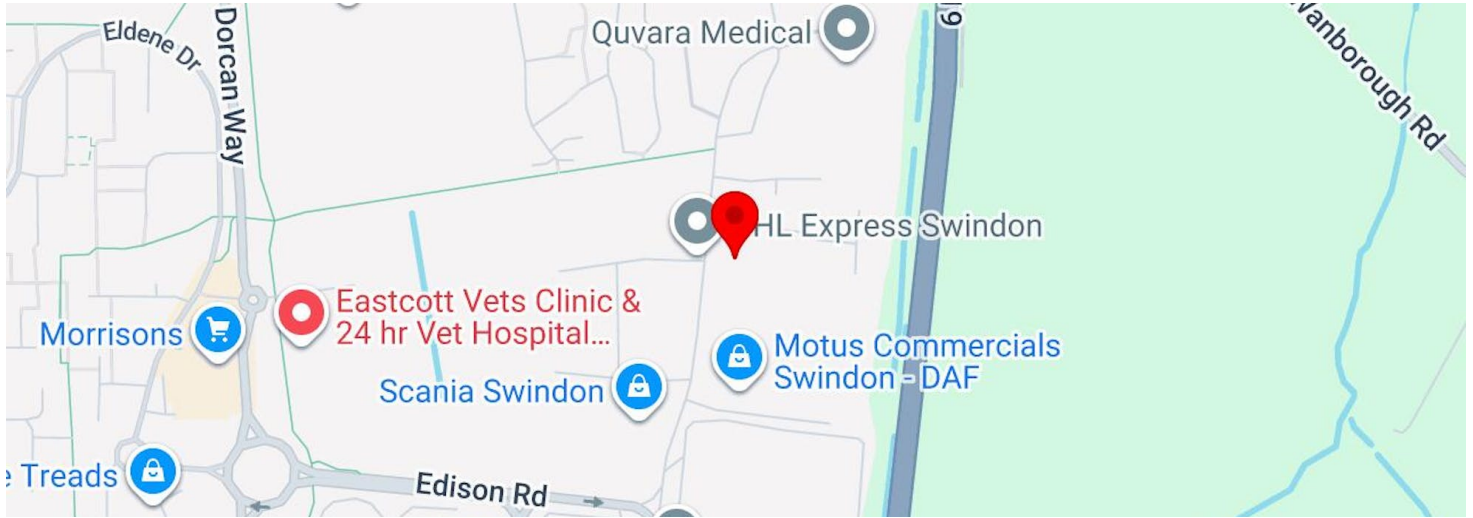 Eldene Dr
Dorcan Way
Quvara Medical
19
Wanborough Rd
HL Express Swindon
Eastcott Vets Clinic &
24 hr Vet Hospital...
Morrisons
Motus Commercials
Swindon - DAF
Scania Swindon
Treads
Edison Rd